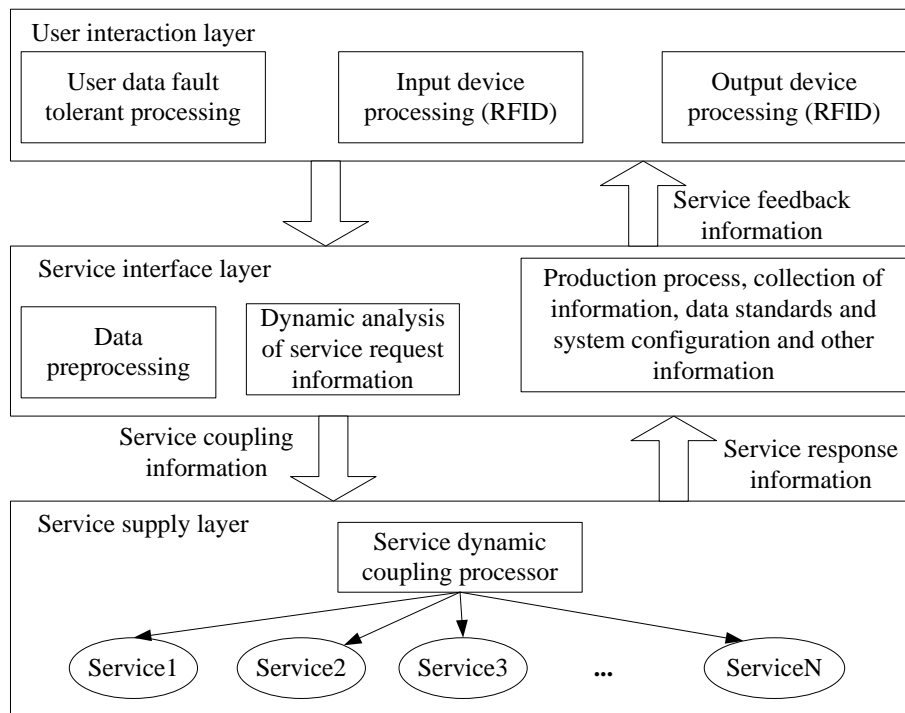 User interaction layer
User data fault
tolerant processing
Input device
processing (RFID)
Output device
processing (RFID)
Service feedback
information
Service interface layer
Data
preprocessing
Dynamic analysis
of service request
information
Production process, collection of
information, data standards and
system configuration and other
information
Service coupling
information
Service response
information
Service supply layer
Service dynamic
coupling processor
Service1
Service2
Service3
...
ServiceN